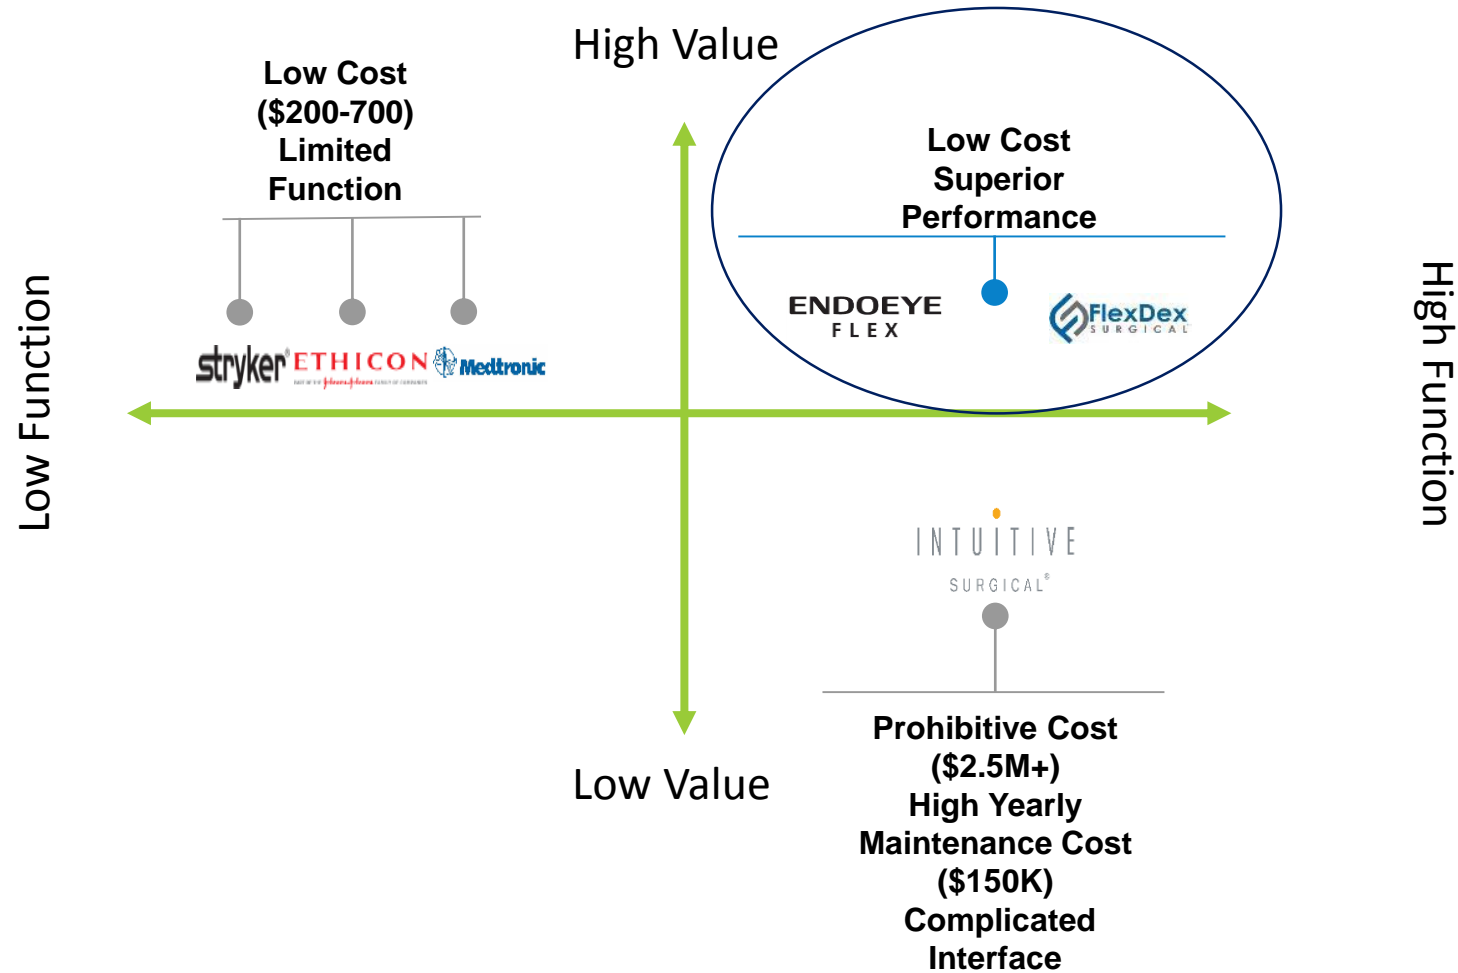 High Value
Low Cost
($200-700)
Limited
Function
Low Cost
Superior
Performance
stryker®
ETHICON
Medtronic
ENDOEYE
FLEX
FlexDex
SURGICAL
Low Function
High Function
INTUITIVE
SURGICAL®
Low Value
Prohibitive Cost
($2.5M+)
High Yearly
Maintenance Cost
($150K)
Complicated
Interface